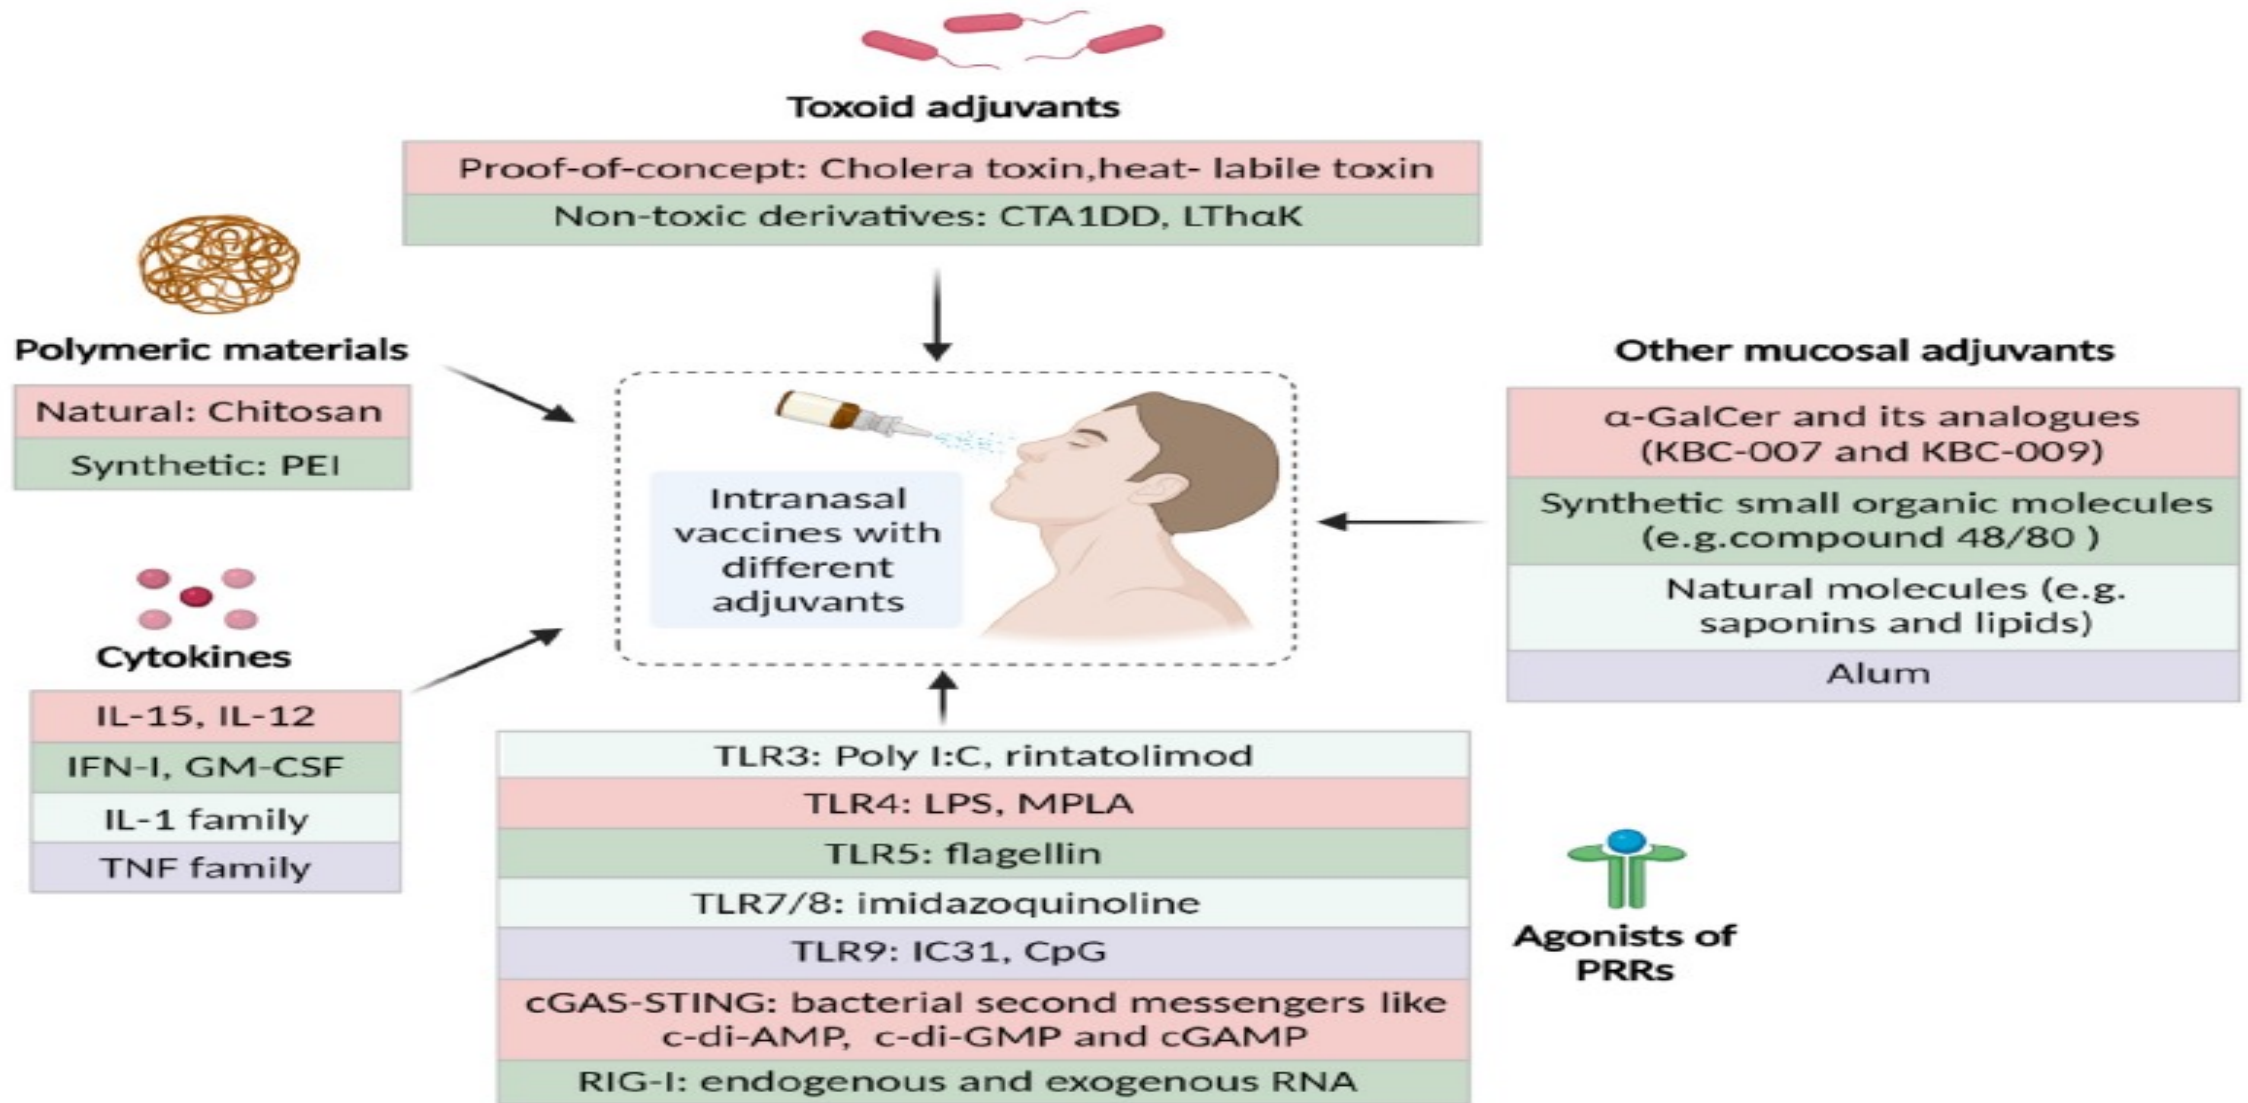 Toxoid adjuvants
Proof-of-concept: Cholera toxin,heat- labile toxin
Non-toxic derivatives: CTA1DD, LThαK
Polymeric materials
Natural: Chitosan
Synthetic: PEI
Cytokines
IL-15, IL-12
IFN-I, GM-CSF
IL-1 family
TNF family
Intranasal
vaccines with
different
adjuvants
Other mucosal adjuvants
α-GalCer and its analogues
(KBC-007 and KBC-009)
Synthetic small organic molecules
(e.g.compound 48/80 )
Natural molecules (e.g.
saponins and lipids)
Alum
TLR3: Poly I:C, rintatolimod
TLR4: LPS, MPLA
TLR5: flagellin
TLR7/8: imidazoquinoline
TLR9: IC31, CpG
cGAS-STING: bacterial second messengers like
c-di-AMP, c-di-GMP and cGAMP
RIG-I: endogenous and exogenous RNA
Agonists of
PRRs